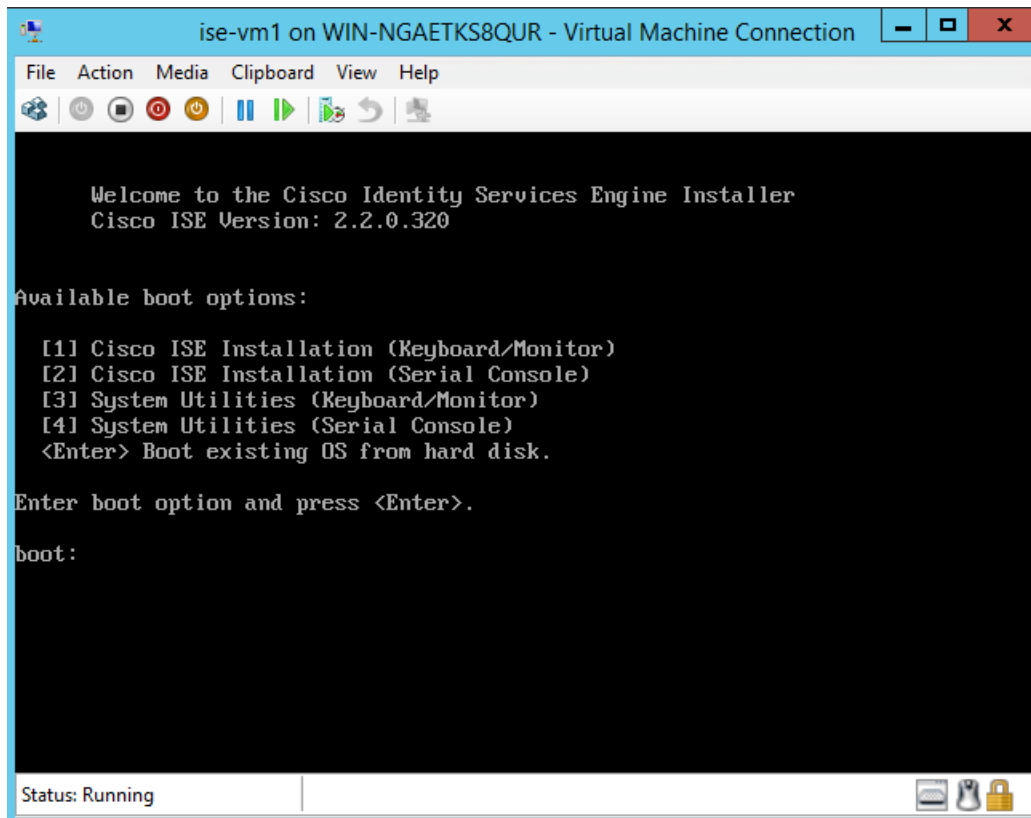 ise-vm1 on WIN-NGAETKS8QUR - Virtual Machine Connection
File Action Media Clipboard View Help
Welcome to the Cisco Identity Services Engine Installer
Cisco ISE Version: 2.2.0.320
Available boot options:
[1] Cisco ISE Installation (Keyboard/Monitor)
[2] Cisco ISE Installation (Serial Console)
[3] System Utilities (Keyboard/Monitor)
[4] System Utilities (Serial Console)
<Enter> Boot existing OS from hard disk.
Enter boot option and press <Enter>.
boot:
Status: Running